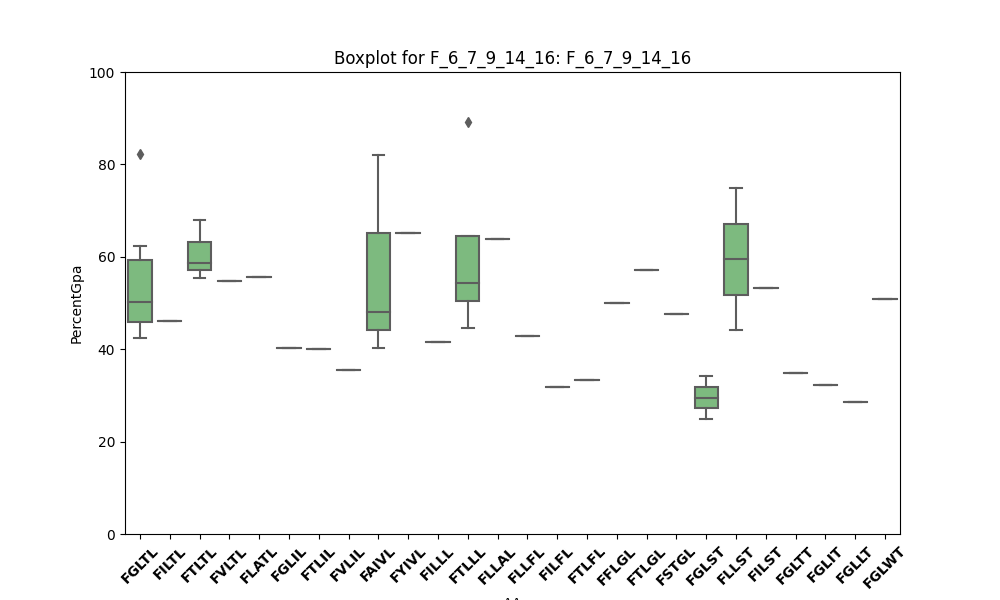 Boxplot for F_6_7_9_14_16: F_6_7_9_14_16
100
80
60
40
20
0
PercentGpa
FGLTL FILTL FTLTL FVLTL FLATL FGLIL FTLIL FVLIL FAIVL FYIVL FILLL FTLLL FLLAL FLLFL FILFL FTLFL FFLGL FTLGL FSTGL FGLST FLLST FILST FGLTT FGLIT FGLLT FGLWT